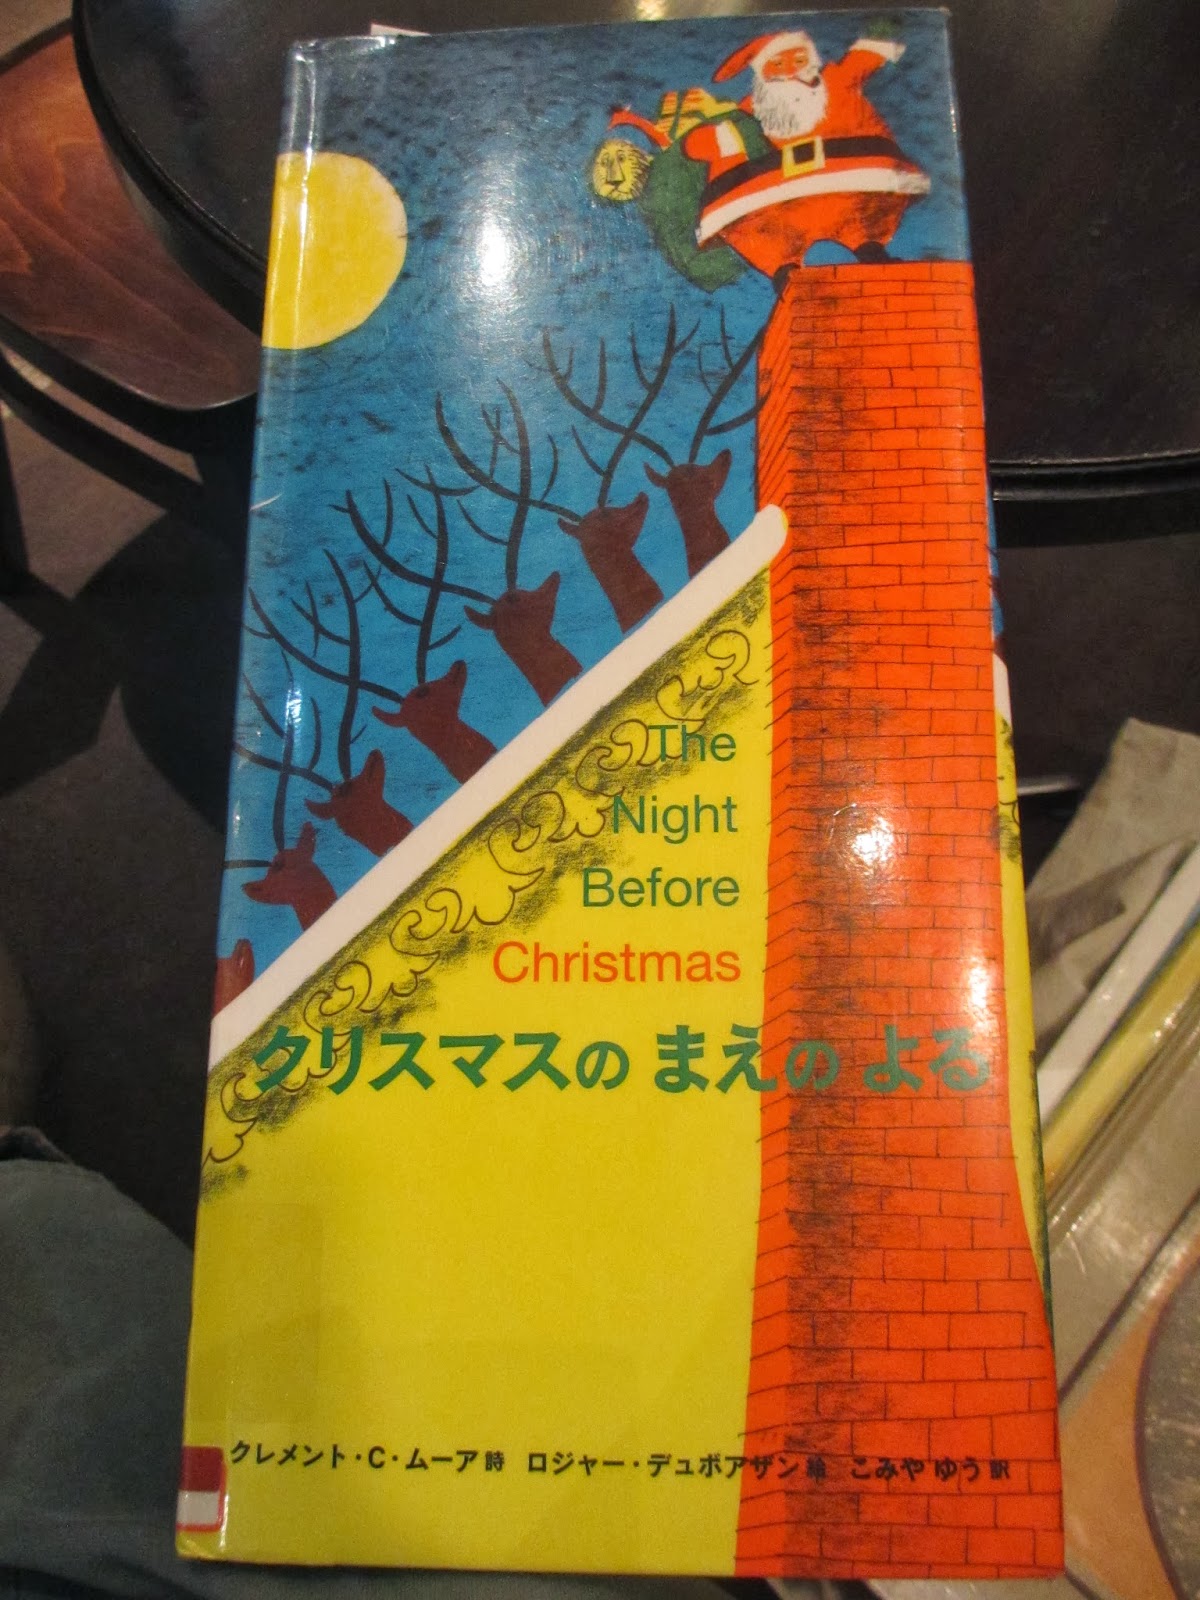 The
Night
Before
Christmas
クリスマスの まえの よる
クレメント・C・ムーア 詩 ロジャー・デュボアザン 絵 こみや ゆう 訳